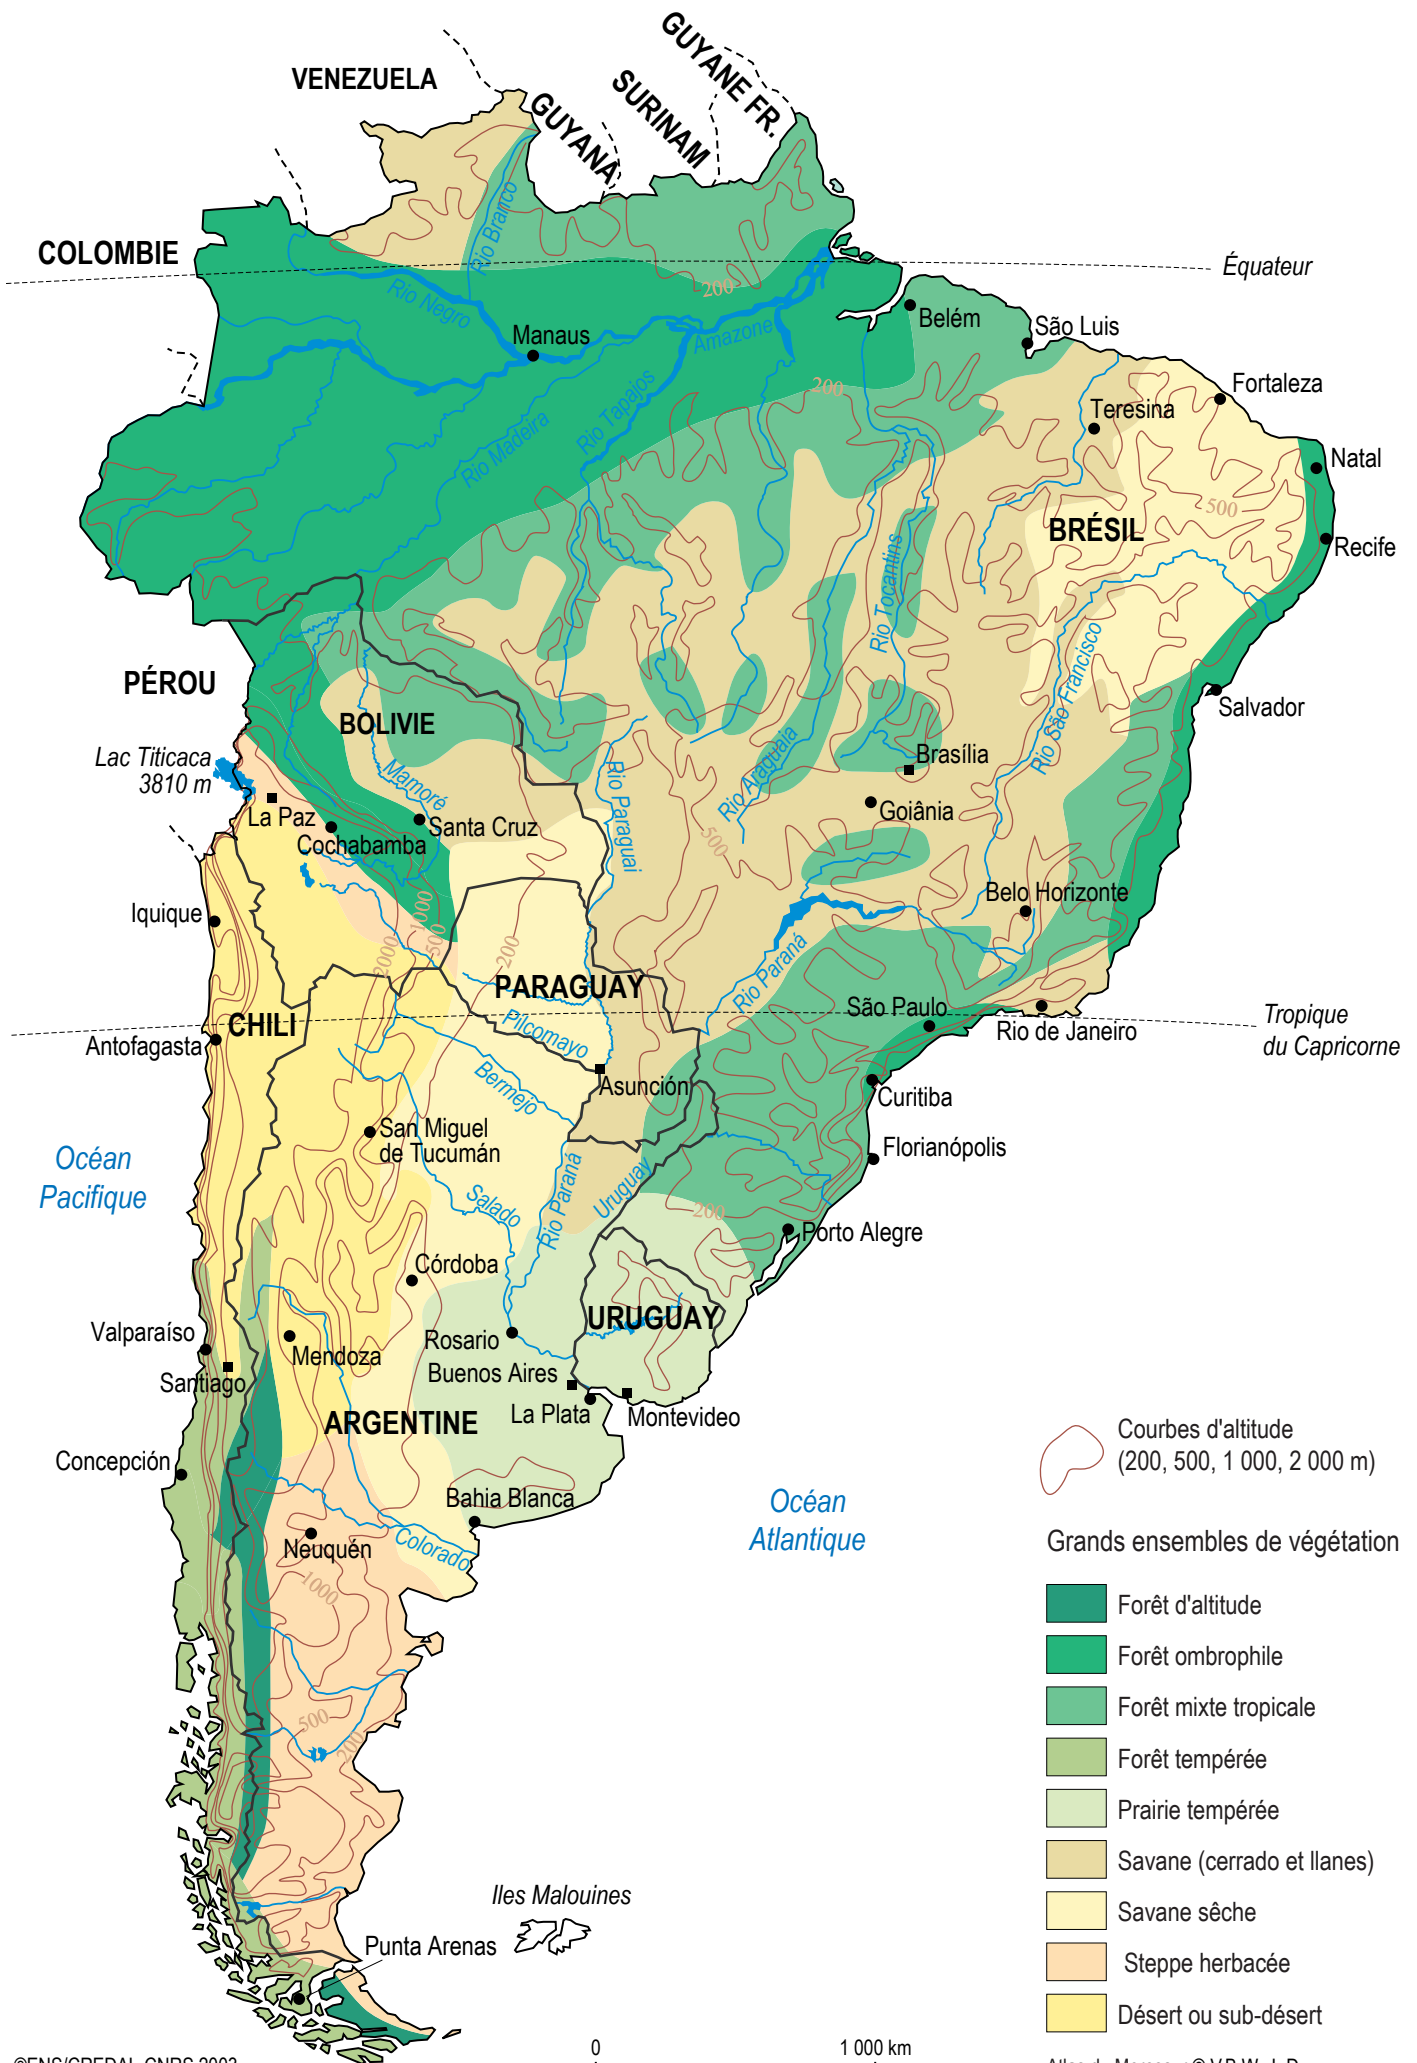 VENEZUELA
GUYANA
SURINAM
GUYANE FR.
COLOMBIE
Rio Branco
Équateur
Rio Negro
200
Manaus
Amazone
Belém
São Luis
Rio Tapajos
200
Fortaleza
Teresina
Rio Madeira
Natal
500
BRÉSIL
Recife
Rio Tocantins
PÉROU
Rio São Francisco
BOLIVIE
Salvador
Lac Titicaca
3810 m
Mamoré
Rio Paraguai
Rio Araguaia
Brasília
La Paz
Santa Cruz
Goiânia
Cochabamba
500
Iquique
1000
500
2000
200
Belo Horizonte
Rio Paraná
PARAGUAY
São Paulo
CHILI
Pilcomayo
Rio de Janeiro
Tropique
du Capricorne
Antofagasta
Bermejo
Asunción
Curitiba
San Miguel
de Tucumán
Florianópolis
Océan
Pacifique
Salado
Rio Paraná
Uruguay
200
Porto Alegre
Córdoba
URUGUAY
Valparaíso
Rosario
Mendoza
Santiago
Buenos Aires
La Plata
Montevideo
ARGENTINE
Concepción
Bahia Blanca
Océan
Atlantique
Neuquén
Colorado
1000
500
200
Iles Malouines
Punta Arenas
Courbes d'altitude
(200, 500, 1 000, 2 000 m)
Grands ensembles de végétation
Forêt d'altitude
Forêt ombrophile
Forêt mixte tropicale
Forêt tempérée
Prairie tempérée
Savane (cerrado et llanes)
Savane sêche
Steppe herbacée
Désert ou sub-désert
0
1 000 km
©ENS/CREDAL-CNRS 2003